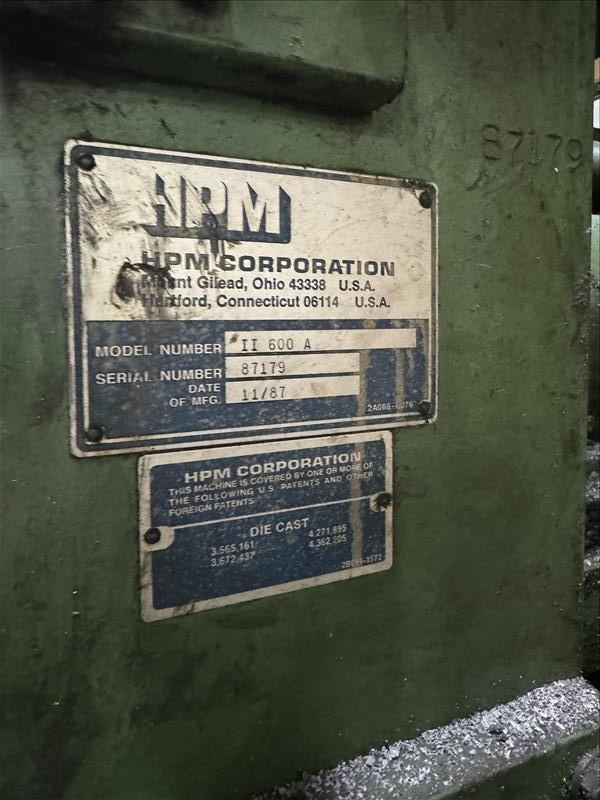 87179
HPM
HPM CORPORATION
Mount Gilead, Ohio 43338 U.S.A.
Hartford, Connecticut 06114 U.S.A.
MODEL NUMBER II 600 A
SERIAL NUMBER 87179
DATE OF MFG. 11/87
HPM CORPORATION
THIS MACHINE IS COVERED BY ONE OR MORE OF
THE FOLLOWING U.S. PATENTS AND OTHER
FOREIGN PATENTS
DIE CAST
3,565,161 4,271,895
3,672,437 4,362,205